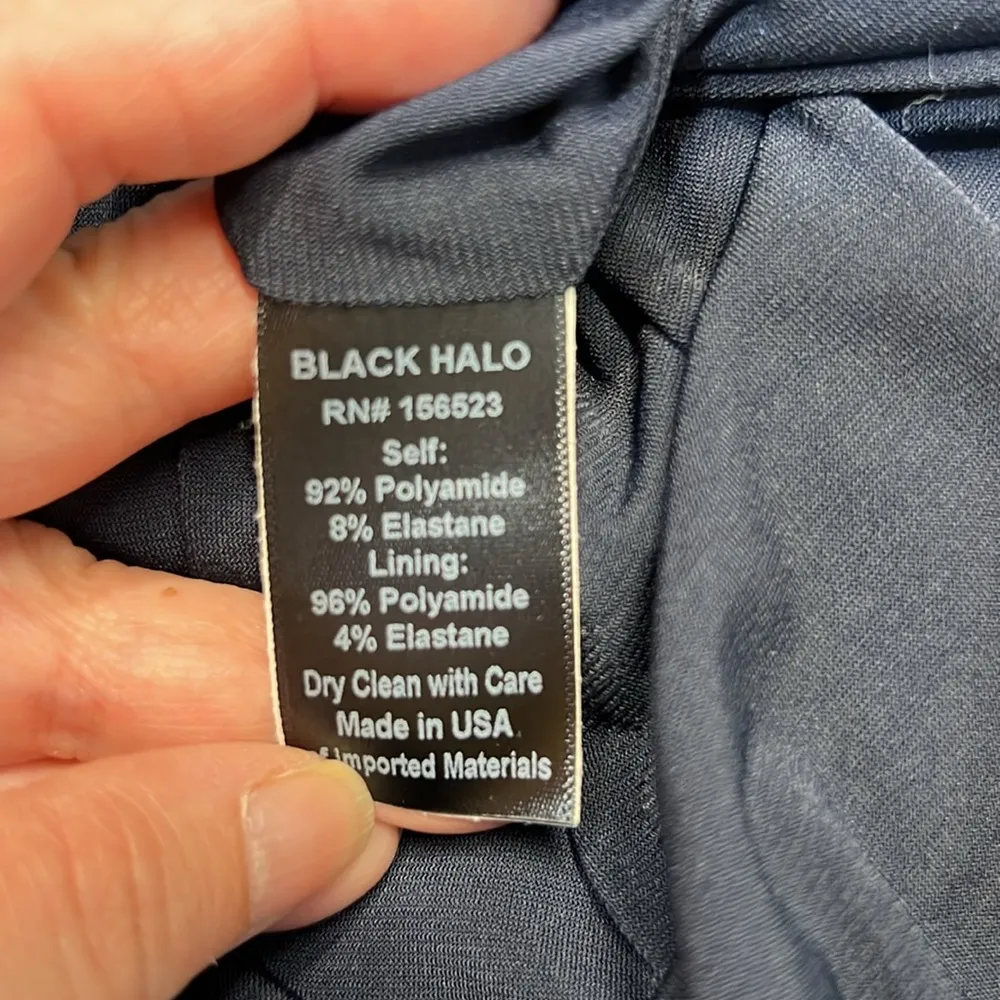 BLACK HALO
RN# 156523
Self:
92% Polyamide
8% Elastane
Lining:
96% Polyamide
4% Elastane
Dry Clean with Care
Made in USA
Imported Materials